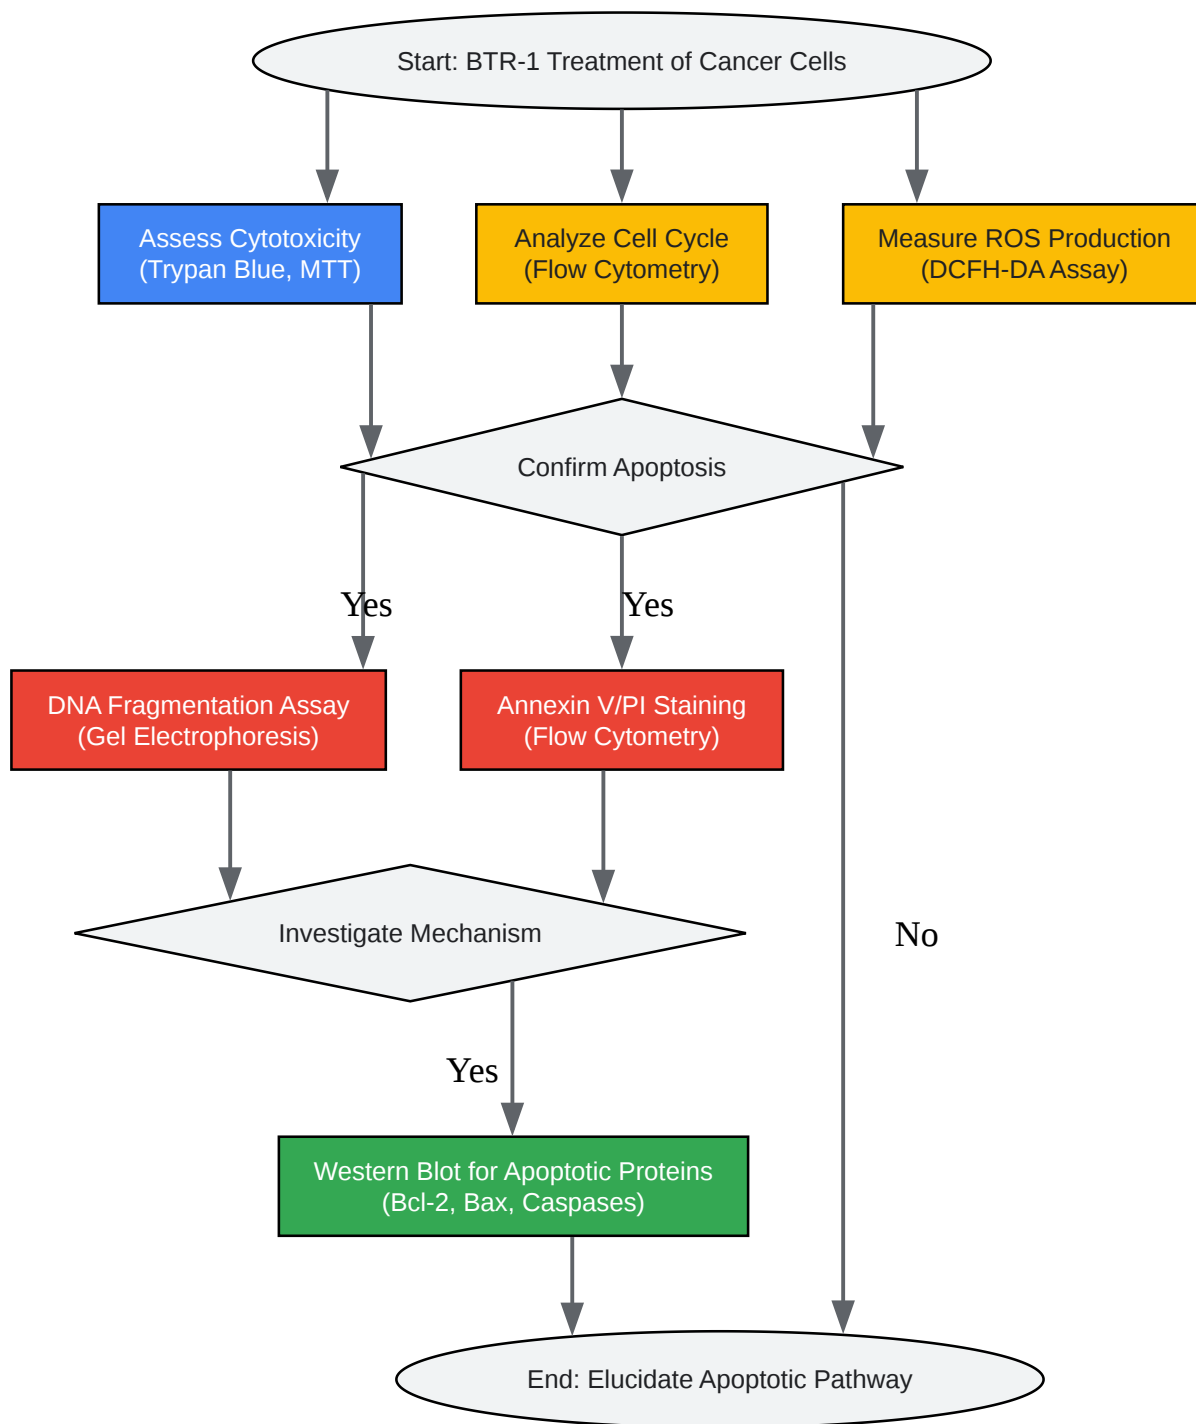 Start: BTR-1 Treatment of Cancer Cells
Assess Cytotoxicity
(Trypan Blue, MTT)
Analyze Cell Cycle
(Flow Cytometry)
Measure ROS Production
(DCFH-DA Assay)
Confirm Apoptosis
Yes
Yes
DNA Fragmentation Assay
(Gel Electrophoresis)
Annexin V/PI Staining
(Flow Cytometry)
Investigate Mechanism
No
Yes
Western Blot for Apoptotic Proteins
(Bcl-2, Bax, Caspases)
End: Elucidate Apoptotic Pathway